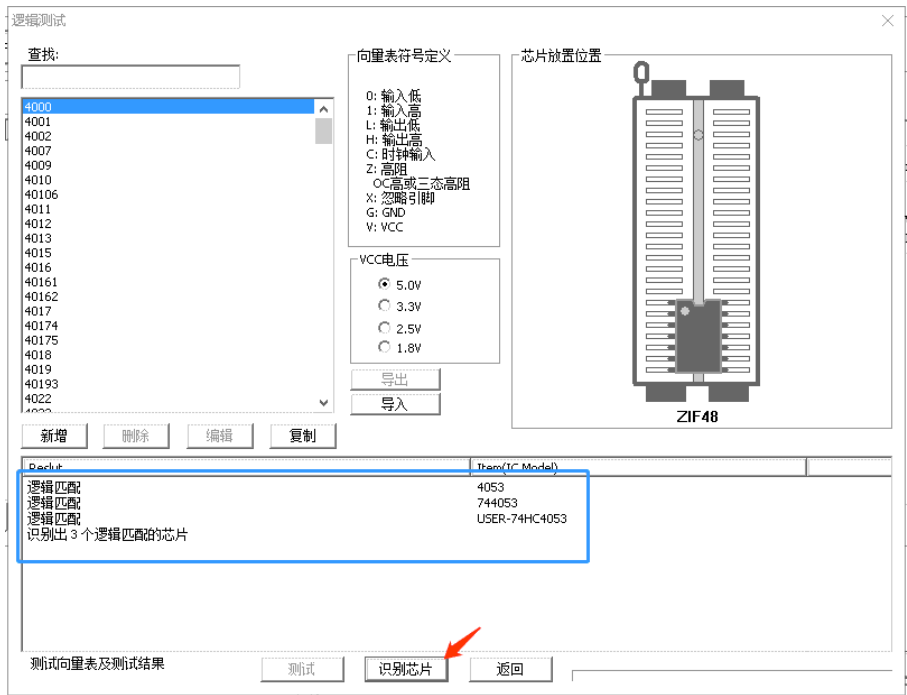 逻辑测试
查找:
4000
4001
4002
4007
4009
4010
40106
4011
4012
4013
4015
4016
40161
40162
4017
40174
40175
4018
4019
40193
4022
新增
删除
编辑
复制
向量表符号定义
0: 输入低
1: 输入高
L: 输出低
H: 输出高
C: 时钟输入
Z: 高阻
OC高或三态高阻
X: 忽略引脚
G: GND
V: VCC
VCC电压
5.0V
3.3V
2.5V
1.8V
导出
导入
芯片放置位置
ZIF48
Reslut Item(IC Model)
逻辑匹配 4053
逻辑匹配 744053
逻辑匹配 USER-74HC4053
识别出 3 个逻辑匹配的芯片
测试向量表及测试结果
测试
识别芯片
返回